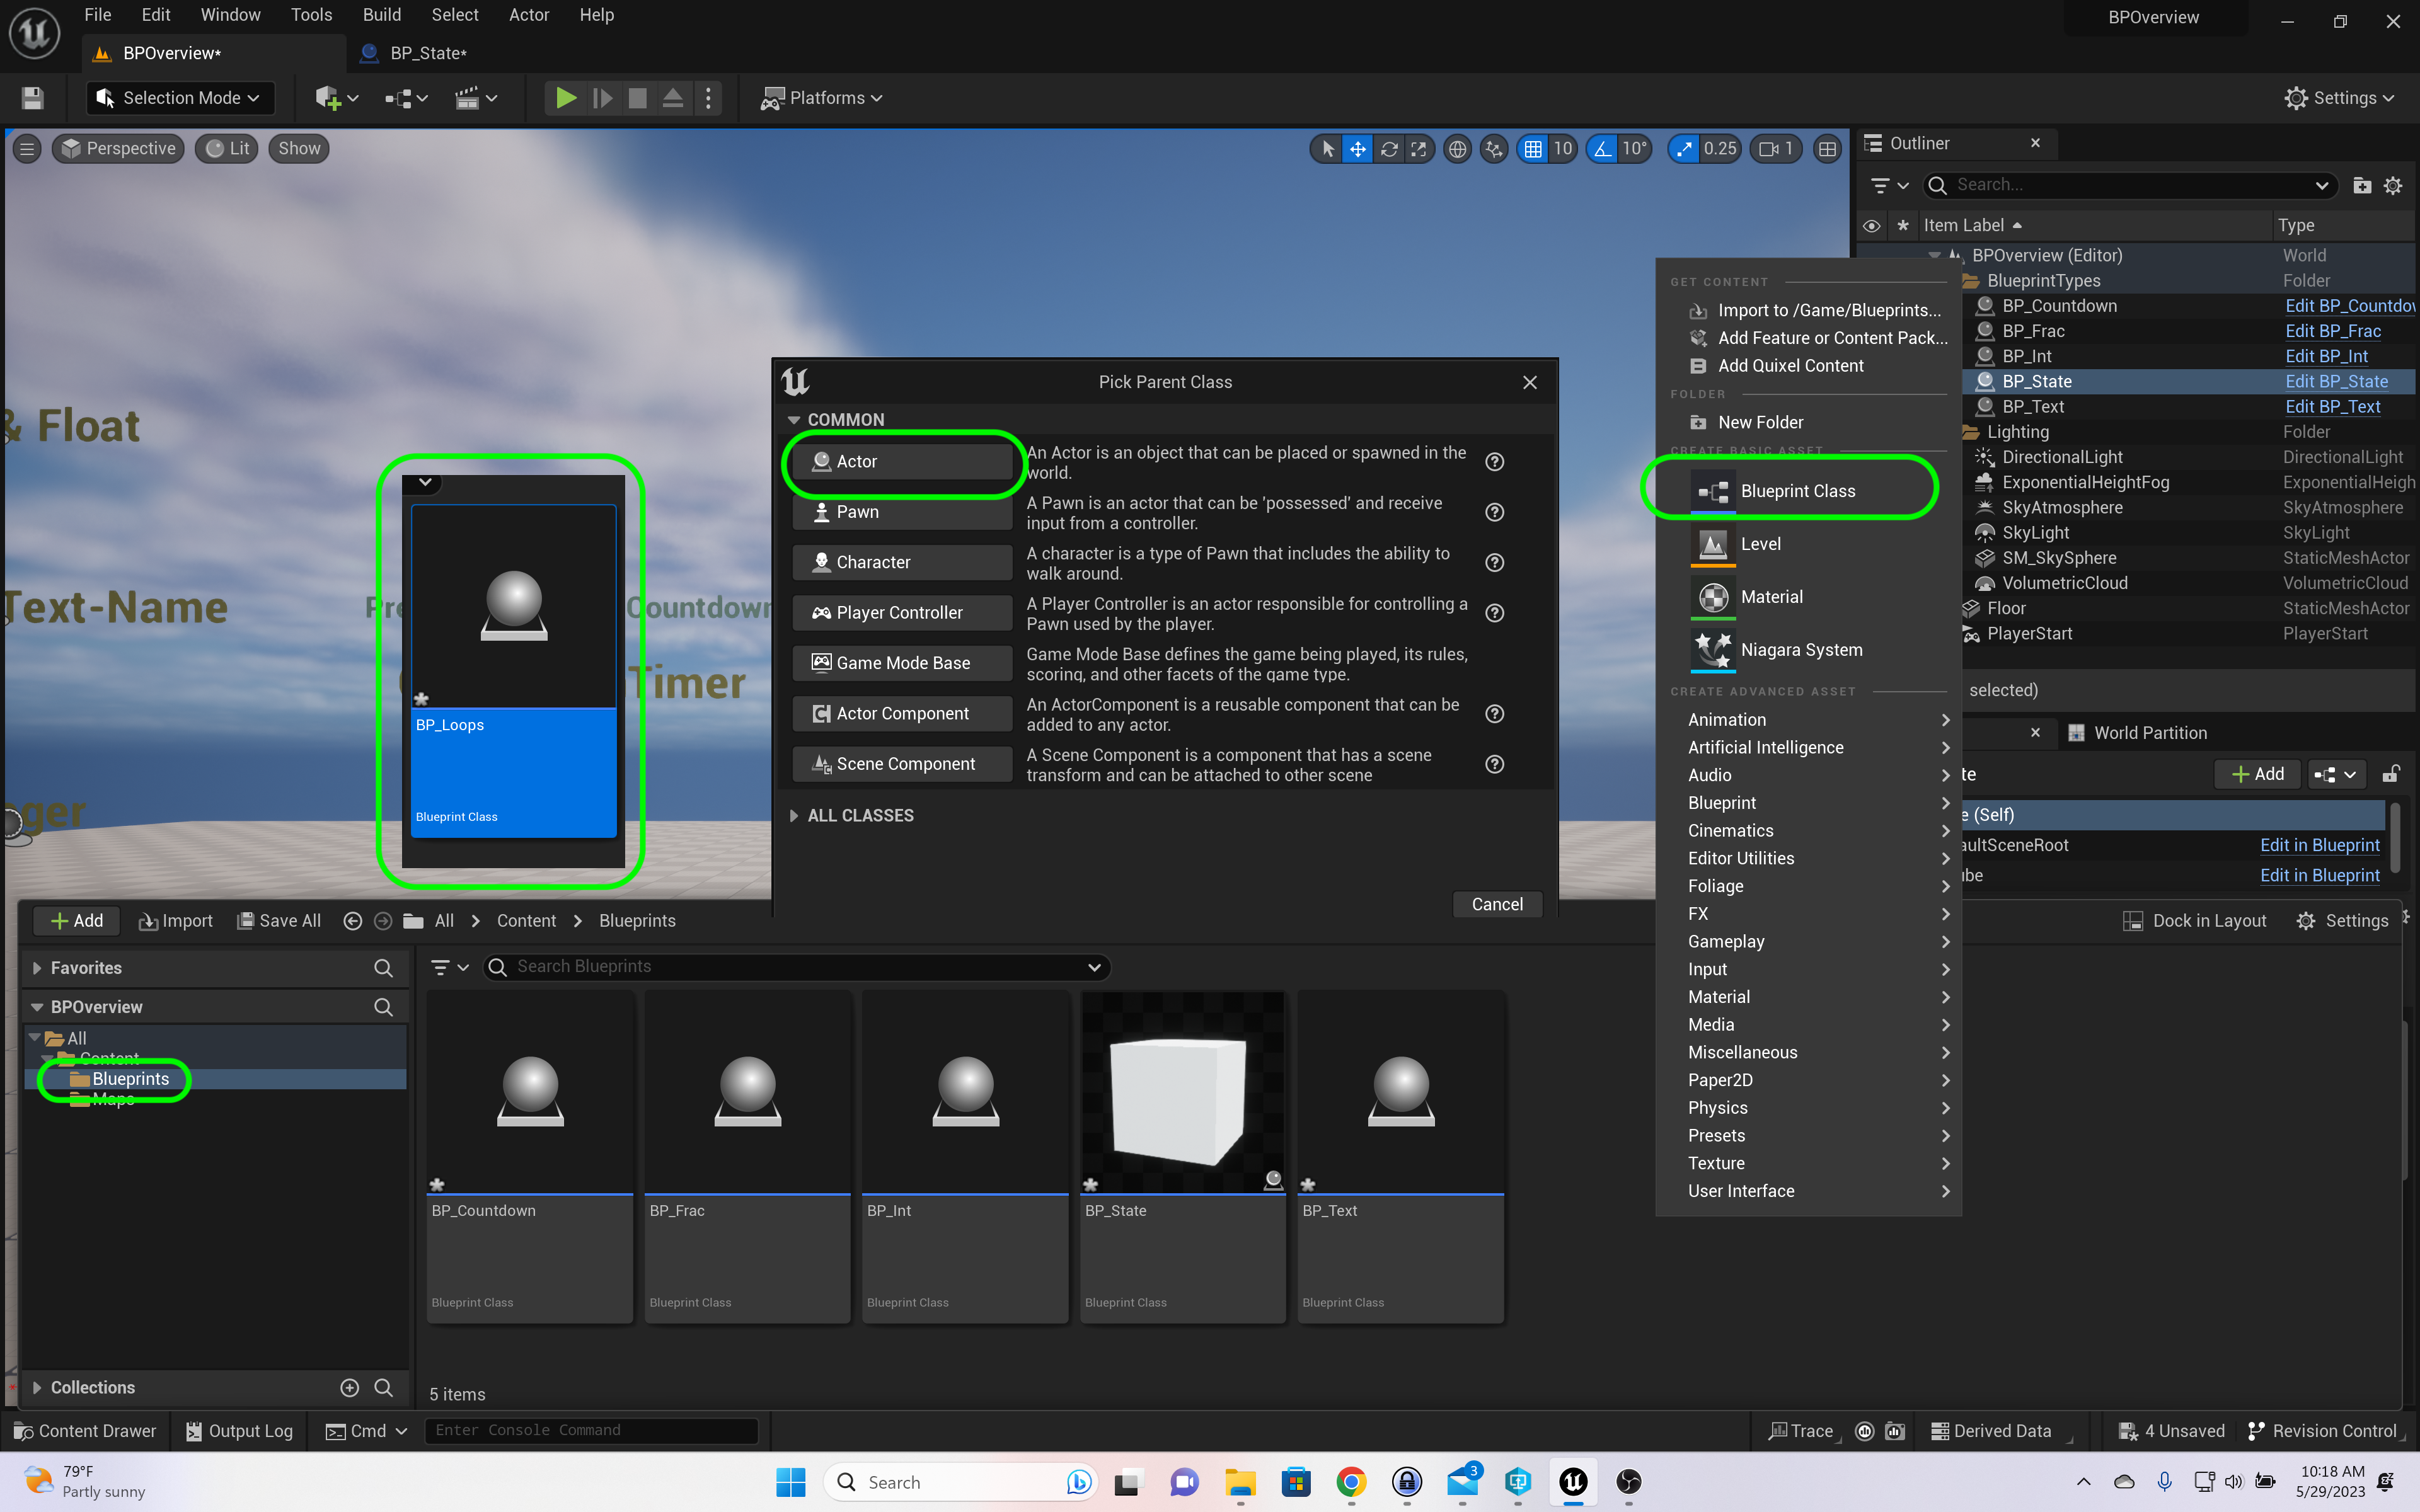 File Edit Window Tools Build Select Actor Help
BPOverview
BPOverview*
BP_State*
Selection Mode
Platforms
Settings
Perspective
Lit
Show
10
10°
0.25
1
Outliner
Search...
Item Label
Type
BPOverview (Editor) World
BlueprintTypes Folder
BP_Countdown Edit BP_Countdov
BP_Frac Edit BP_Frac
BP_Int Edit BP_Int
BP_State Edit BP_State
BP_Text Edit BP_Text
Lighting Folder
DirectionalLight DirectionalLight
ExponentialHeightFog ExponentialHeigh
SkyAtmosphere SkyAtmosphere
SkyLight SkyLight
SM_SkySphere StaticMeshActor
VolumetricCloud VolumetricCloud
Floor StaticMeshActor
PlayerStart PlayerStart
selected)
World Partition
te
Add
e (Self)
aultSceneRoot Edit in Blueprint
ube Edit in Blueprint
& Float
Text-Name
Pre
Countdown
Timer
ger
BP_Loops
Blueprint Class
Pick Parent Class
COMMON
Actor
An Actor is an object that can be placed or spawned in the
world.
Pawn
A Pawn is an actor that can be 'possessed' and receive
input from a controller.
Character
A character is a type of Pawn that includes the ability to
walk around.
Player Controller
A Player Controller is an actor responsible for controlling a
Pawn used by the player.
Game Mode Base
Game Mode Base defines the game being played, its rules,
scoring, and other facets of the game type.
Actor Component
An ActorComponent is a reusable component that can be
added to any actor.
Scene Component
A Scene Component is a component that has a scene
transform and can be attached to other scene
ALL CLASSES
Cancel
GET CONTENT
Import to /Game/Blueprints...
Add Feature or Content Pack...
Add Quixel Content
FOLDER
New Folder
CREATE BASIC ASSET
Blueprint Class
Level
Material
Niagara System
CREATE ADVANCED ASSET
Animation
Artificial Intelligence
Audio
Blueprint
Cinematics
Editor Utilities
Foliage
FX
Gameplay
Input
Material
Media
Miscellaneous
Paper2D
Physics
Presets
Texture
User Interface
Add Import Save All All Content Blueprints
Dock in Layout Settings
Favorites
BPOverview
All
Content
Blueprints
Maps
Collections
Search Blueprints
BP_Countdown
Blueprint Class
BP_Frac
Blueprint Class
BP_Int
Blueprint Class
BP_State
Blueprint Class
BP_Text
Blueprint Class
5 items
Content Drawer Output Log Cmd Enter Console Command
Trace Derived Data 4 Unsaved Revision Control
79°F
Partly sunny
Search
3
10:18 AM
5/29/2023